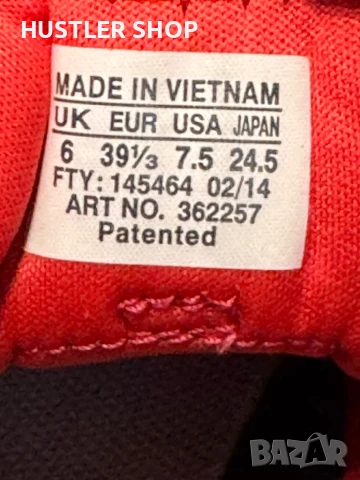 HUSTLER SHOP
MADE IN VIETNAM
UK EUR USA JAPAN
6 39⅓ 7.5 24.5
FTY: 145464 02/14
ART NO. 362257
Patented
BAZAR